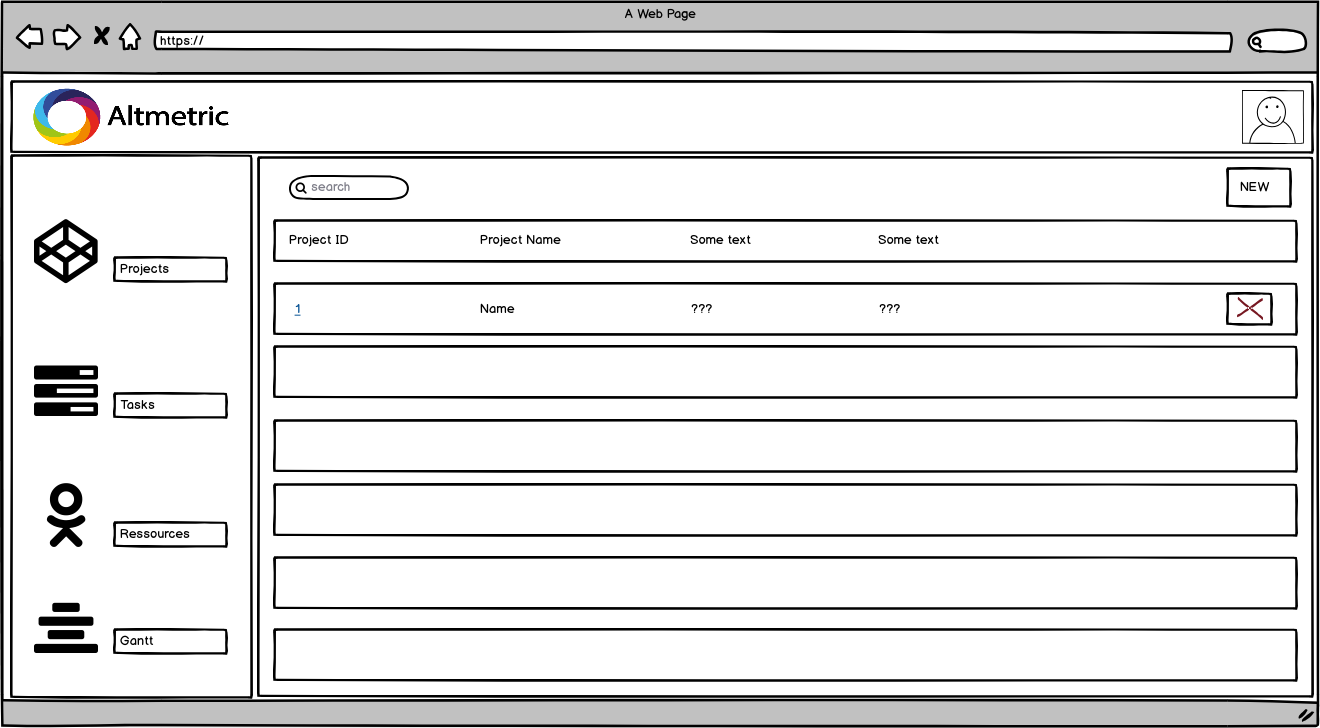 A Web Page
https://
Altmetric
search
NEW
Project ID Project Name Some text Some text
1 Name ??? ???
Projects
Tasks
Ressources
Gantt